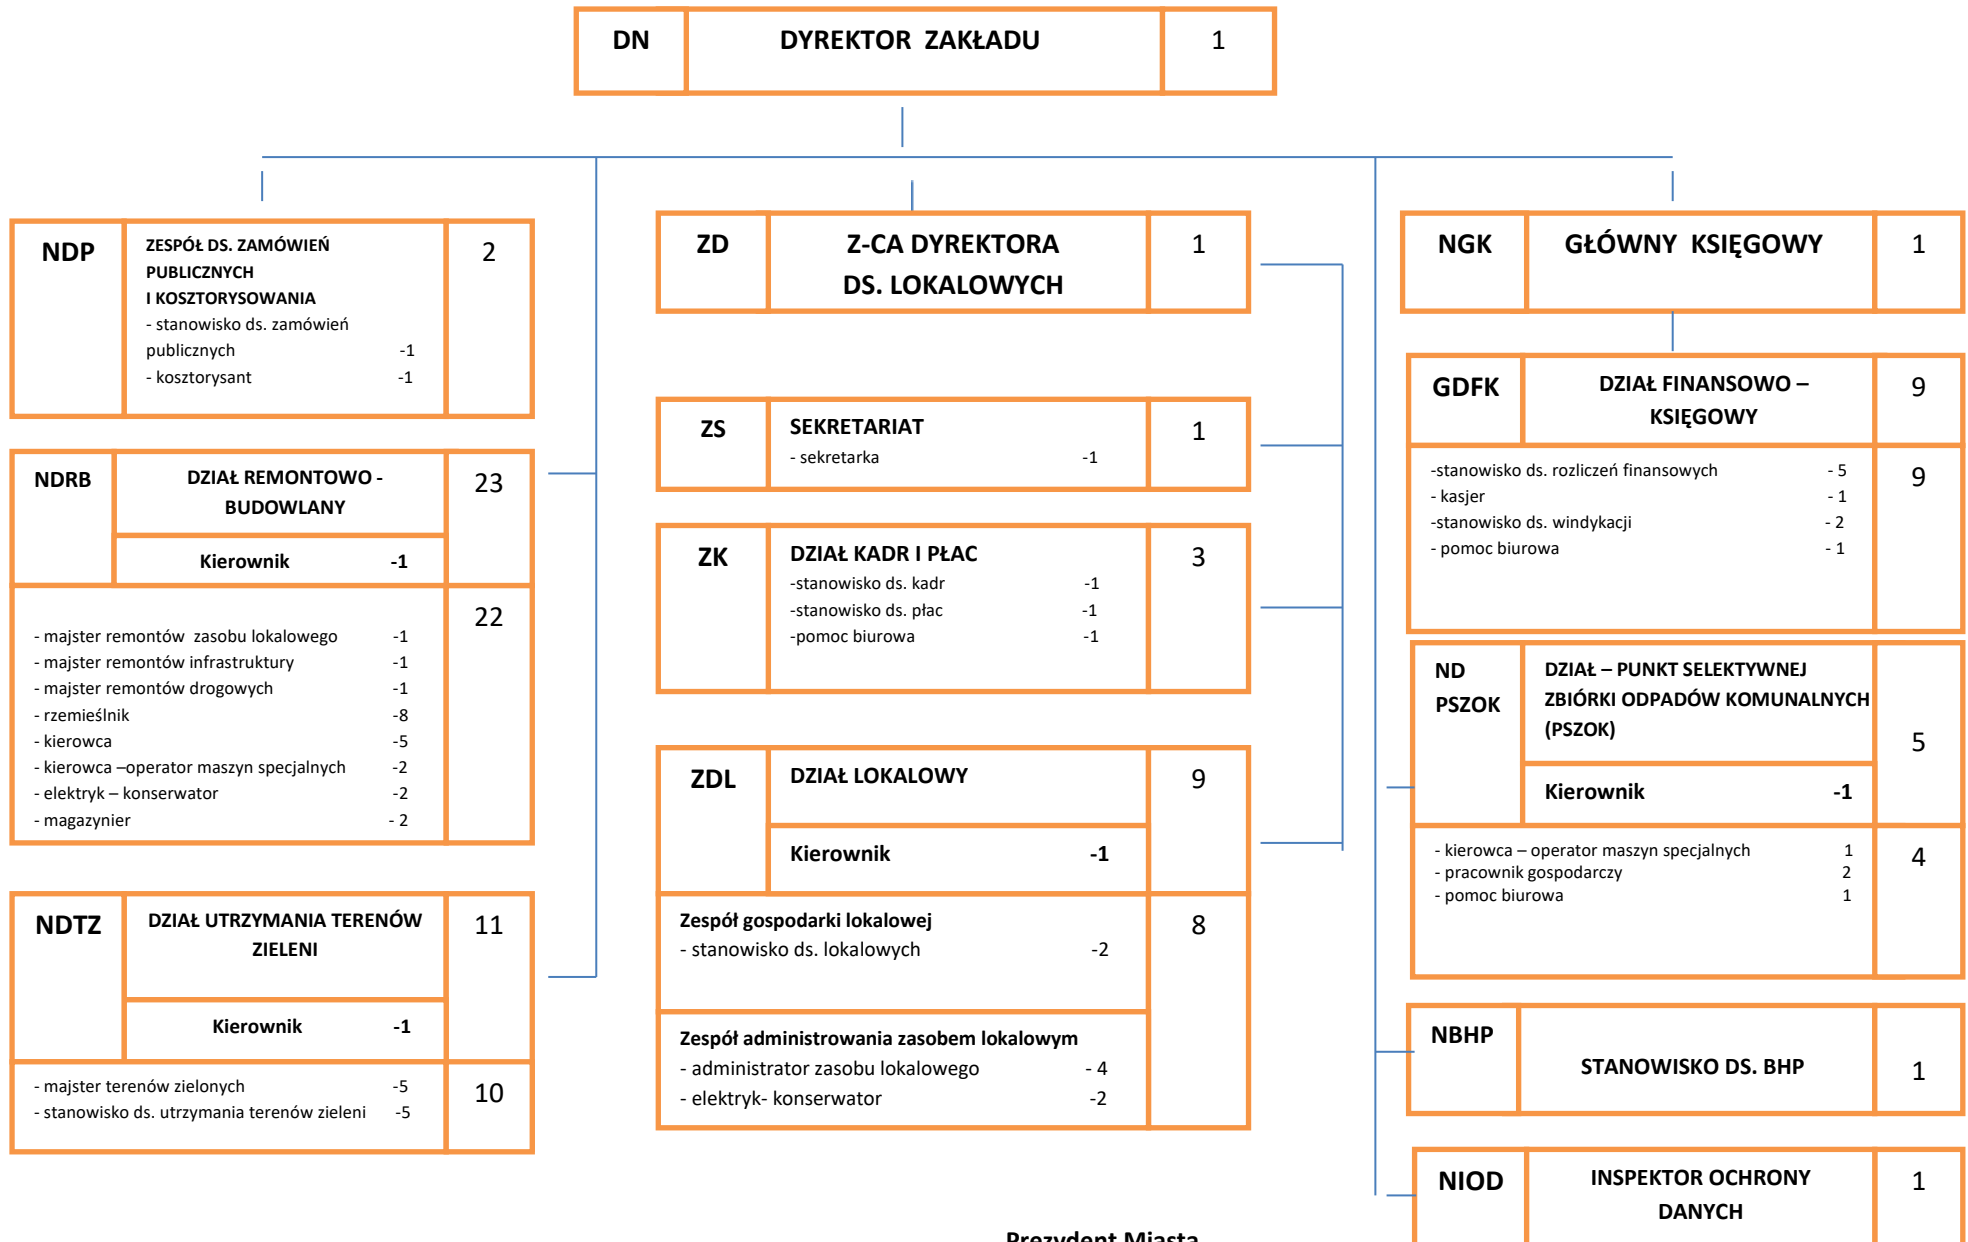 DN DYREKTOR ZAKŁADU 1
NDP ZESPÓŁ DS. ZAMÓWIEŃ 2
PUBLICZNYCH
I KOSZTORYSOWANIA
- stanowisko ds. zamówień
publicznych -1
- kosztorysant -1
NDRB DZIAŁ REMONTOWO - 23
BUDOWLANY
Kierownik -1
22
- majster remontów zasobu lokalowego -1
- majster remontów infrastruktury -1
- majster remontów drogowych -1
- rzemieślnik -8
- kierowca -5
- kierowca –operator maszyn specjalnych -2
- elektryk – konserwator -2
- magazynier - 2
NDTZ DZIAŁ UTRZYMANIA TERENÓW 11
ZIELENI
Kierownik -1
- majster terenów zielonych -5 10
- stanowisko ds. utrzymania terenów zieleni -5
ZD Z-CA DYREKTORA 1
DS. LOKALOWYCH
ZS SEKRETARIAT 1
- sekretarka -1
ZK DZIAŁ KADR I PŁAC 3
-stanowisko ds. kadr -1
-stanowisko ds. płac -1
-pomoc biurowa -1
ZDL DZIAŁ LOKALOWY 9
Kierownik -1
Zespół gospodarki lokalowej 8
- stanowisko ds. lokalowych -2
Zespół administrowania zasobem lokalowym
- administrator zasobu lokalowego - 4
- elektryk- konserwator -2
NGK GŁÓWNY KSIĘGOWY 1
GDFK DZIAŁ FINANSOWO – 9
KSIĘGOWY
-stanowisko ds. rozliczeń finansowych - 5 9
- kasjer - 1
-stanowisko ds. windykacji - 2
- pomoc biurowa - 1
ND DZIAŁ – PUNKT SELEKTYWNEJ
PSZOK ZBIÓRKI ODPADÓW KOMUNALNYCH
(PSZOK) 5
Kierownik -1
- kierowca – operator maszyn specjalnych 1 4
- pracownik gospodarczy 2
- pomoc biurowa 1
NBHP STANOWISKO DS. BHP 1
NIOD INSPEKTOR OCHRONY 1
DANYCH
Prezydent Miasta